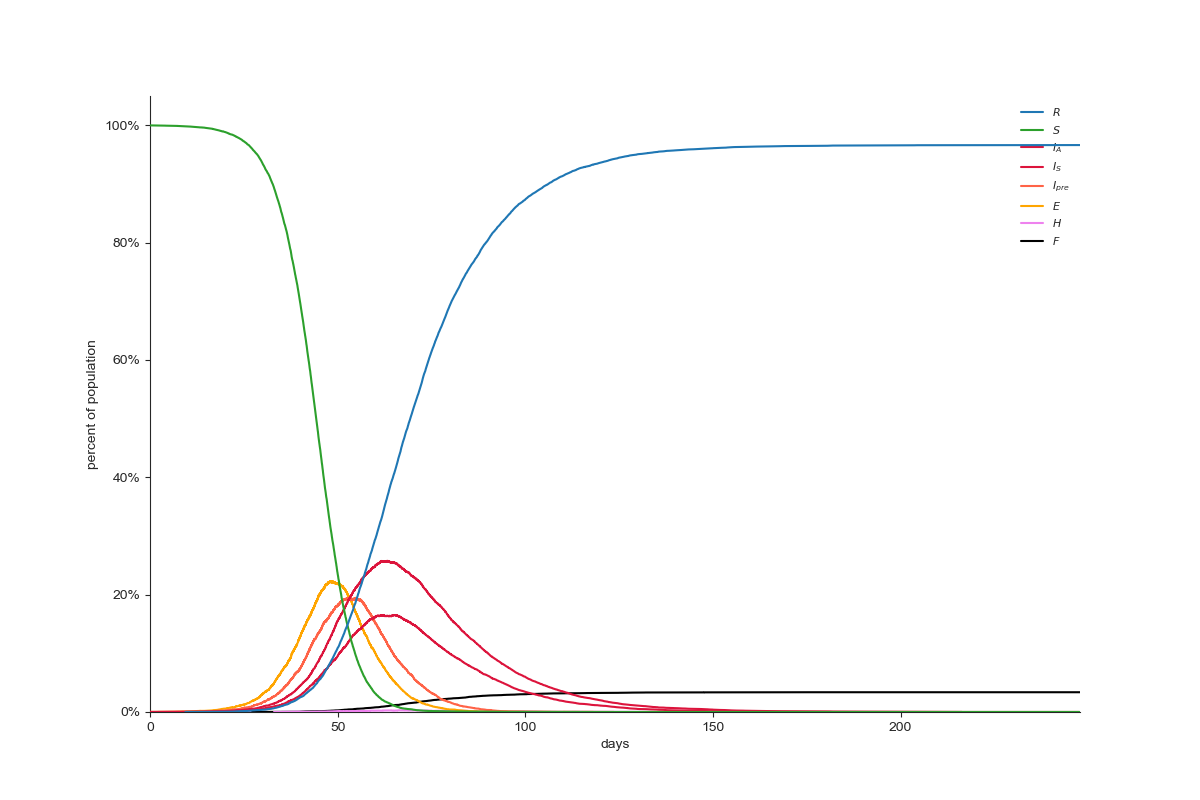 R
S
I_A
I_S
I_pre
E
H
F
100%
80%
60%
40%
20%
0%
percent of population
0
50
100
150
200
days